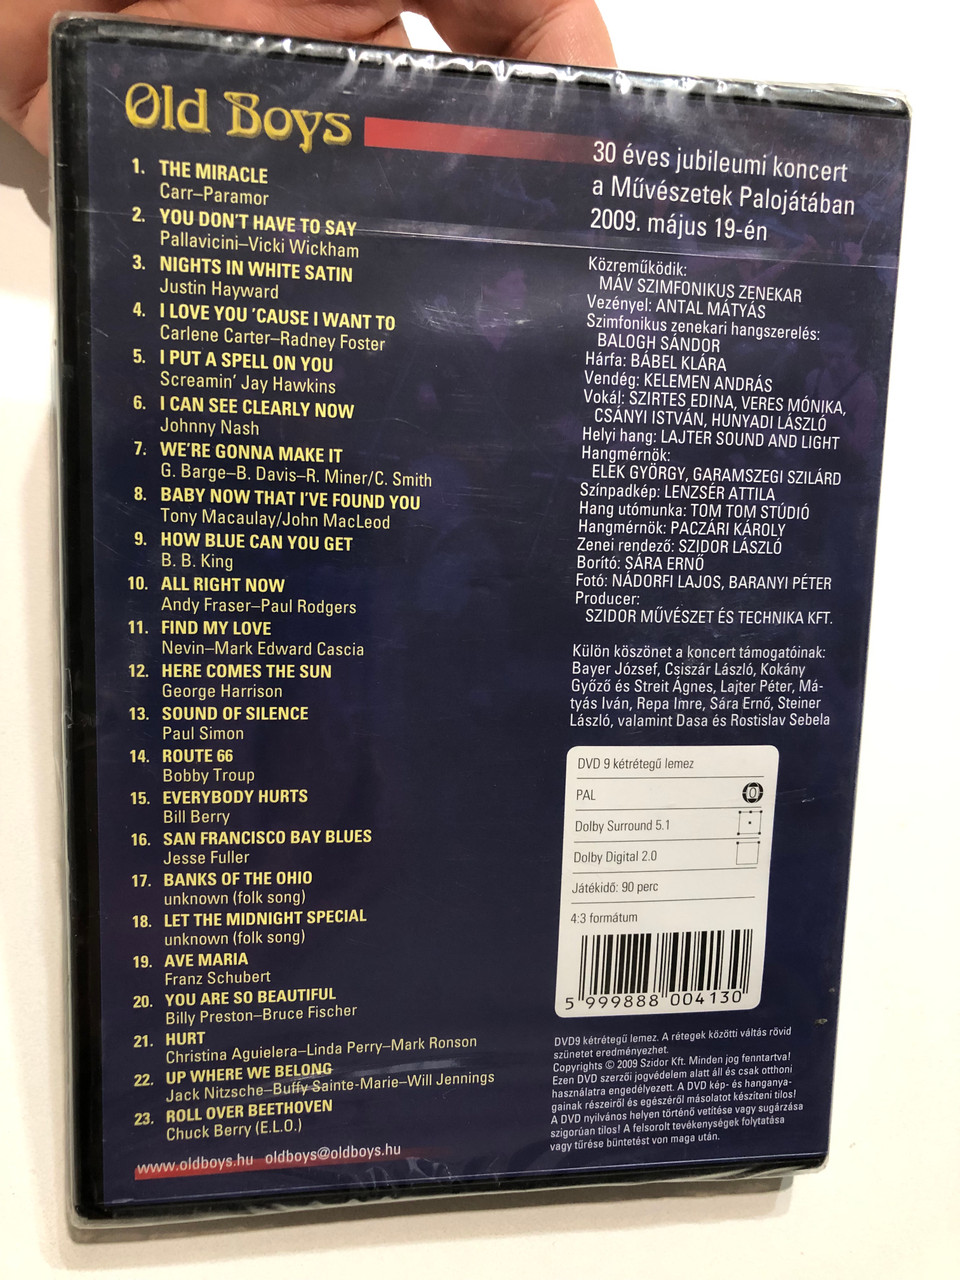 Old Boys
1. THE MIRACLE
Carr–Paramor
2. YOU DON'T HAVE TO SAY
Pallavicini–Vicki Wickham
3. NIGHTS IN WHITE SATIN
Justin Hayward
4. I LOVE YOU 'CAUSE I WANT TO
Carlene Carter–Radney Foster
5. I PUT A SPELL ON YOU
Screamin' Jay Hawkins
6. I CAN SEE CLEARLY NOW
Johnny Nash
7. WE'RE GONNA MAKE IT
G. Barge–B. Davis–R. Miner/C. Smith
8. BABY NOW THAT I'VE FOUND YOU
Tony Macaulay/John MacLeod
9. HOW BLUE CAN YOU GET
B. B. King
10. ALL RIGHT NOW
Andy Fraser–Paul Rodgers
11. FIND MY LOVE
Nevin–Mark Edward Cascia
12. HERE COMES THE SUN
George Harrison
13. SOUND OF SILENCE
Paul Simon
14. ROUTE 66
Bobby Troup
15. EVERYBODY HURTS
Bill Berry
16. SAN FRANCISCO BAY BLUES
Jesse Fuller
17. BANKS OF THE OHIO
unknown (folk song)
18. LET THE MIDNIGHT SPECIAL
unknown (folk song)
19. AVE MARIA
Franz Schubert
20. YOU ARE SO BEAUTIFUL
Billy Preston–Bruce Fischer
21. HURT
Christina Aguielera–Linda Perry–Mark Ronson
22. UP WHERE WE BELONG
Jack Nitzsche–Buffy Sainte-Marie–Will Jennings
23. ROLL OVER BEETHOVEN
Chuck Berry (E.L.O.)
www.oldboys.hu oldboys@oldboys.hu
30 éves jubileumi koncert
a Művészetek Palojátában
2009. május 19-én
Közreműködik:
MÁV SZIMFONIKUS ZENEKAR
Vezényel: ANTAL MÁTYÁS
Szimfonikus zenekari hangszerelés:
BALOGH SÁNDOR
Hárfa: BÁBEL KLÁRA
Vendég: KELEMEN ANDRÁS
Vokál: SZIRTES EDINA, VERES MÓNIKA,
CSÁNYI ISTVÁN, HUNYADI LÁSZLÓ
Helyi hang: LAJTER SOUND AND LIGHT
Hangmérnök:
ELEK GYÖRGY, GARAMSZEGI SZILÁRD
Színpadkép: LENZSÉR ATTILA
Hang utómunka: TOM TOM STÚDIÓ
Hangmérnök: PACZÁRI KÁROLY
Zenei rendező: SZIDOR LÁSZLÓ
Borító: SÁRA ERNŐ
Fotó: NÁDORFI LAJOS, BARANYI PÉTER
Producer:
SZIDOR MŰVÉSZET ÉS TECHNIKA KFT.
Külön köszönet a koncert támogatóinak:
Bayer József, Csiszár László, Kokány
Győző és Streit Ágnes, Lajter Péter, Má-
tyás Iván, Repa Imre, Sára Ernő, Steiner
László, valamint Dasa és Rostislav Sebela
DVD 9 kétrétegű lemez
PAL
0
Dolby Surround 5.1
Dolby Digital 2.0
Játékidő: 90 perc
4:3 formátum
5 999888 004130
DVD9 kétrétegű lemez. A rétegek közötti váltás rövid
szünetet eredményezhet.
Copyrights © 2009 Szidor Kft. Minden jog fenntartva!
Ezen DVD szerzői jogvédelem alatt áll és csak otthoni
használatra engedélyezett. A DVD kép- és hanganya-
gainak részeiről és egészéről másolatot készíteni tilos!
A DVD nyilvános helyen történő vetítése vagy sugárzása
szigorúan tilos! A felsorolt tevékenységek folytatása
vagy tűrése büntetést von maga után.